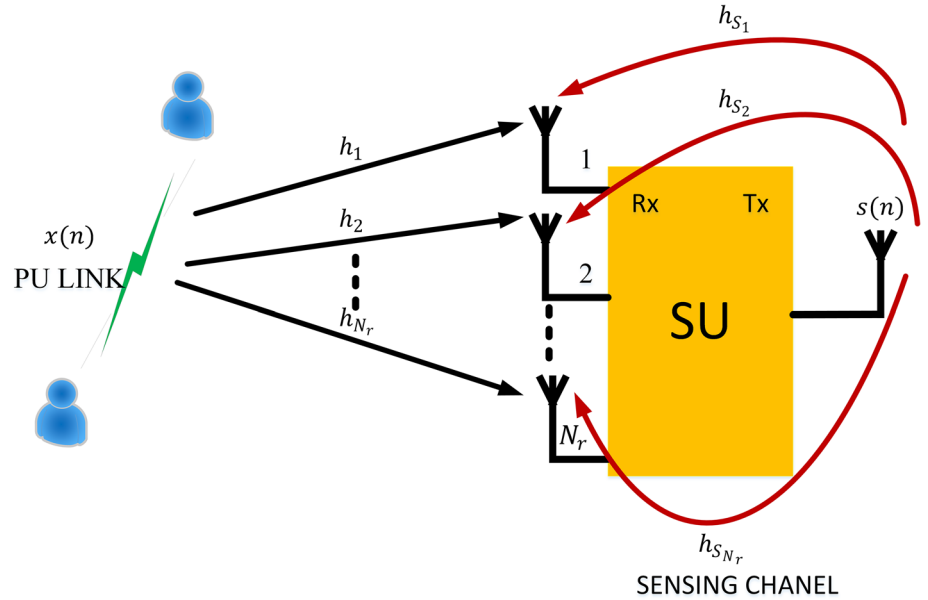 h_{S_1}
h_{S_2}
h_1
1
Rx
Tx
s(n)
x(n)
h_2
PU LINK
2
SU
h_{N_r}
N_r
h_{S_{N_r}}
SENSING CHANEL